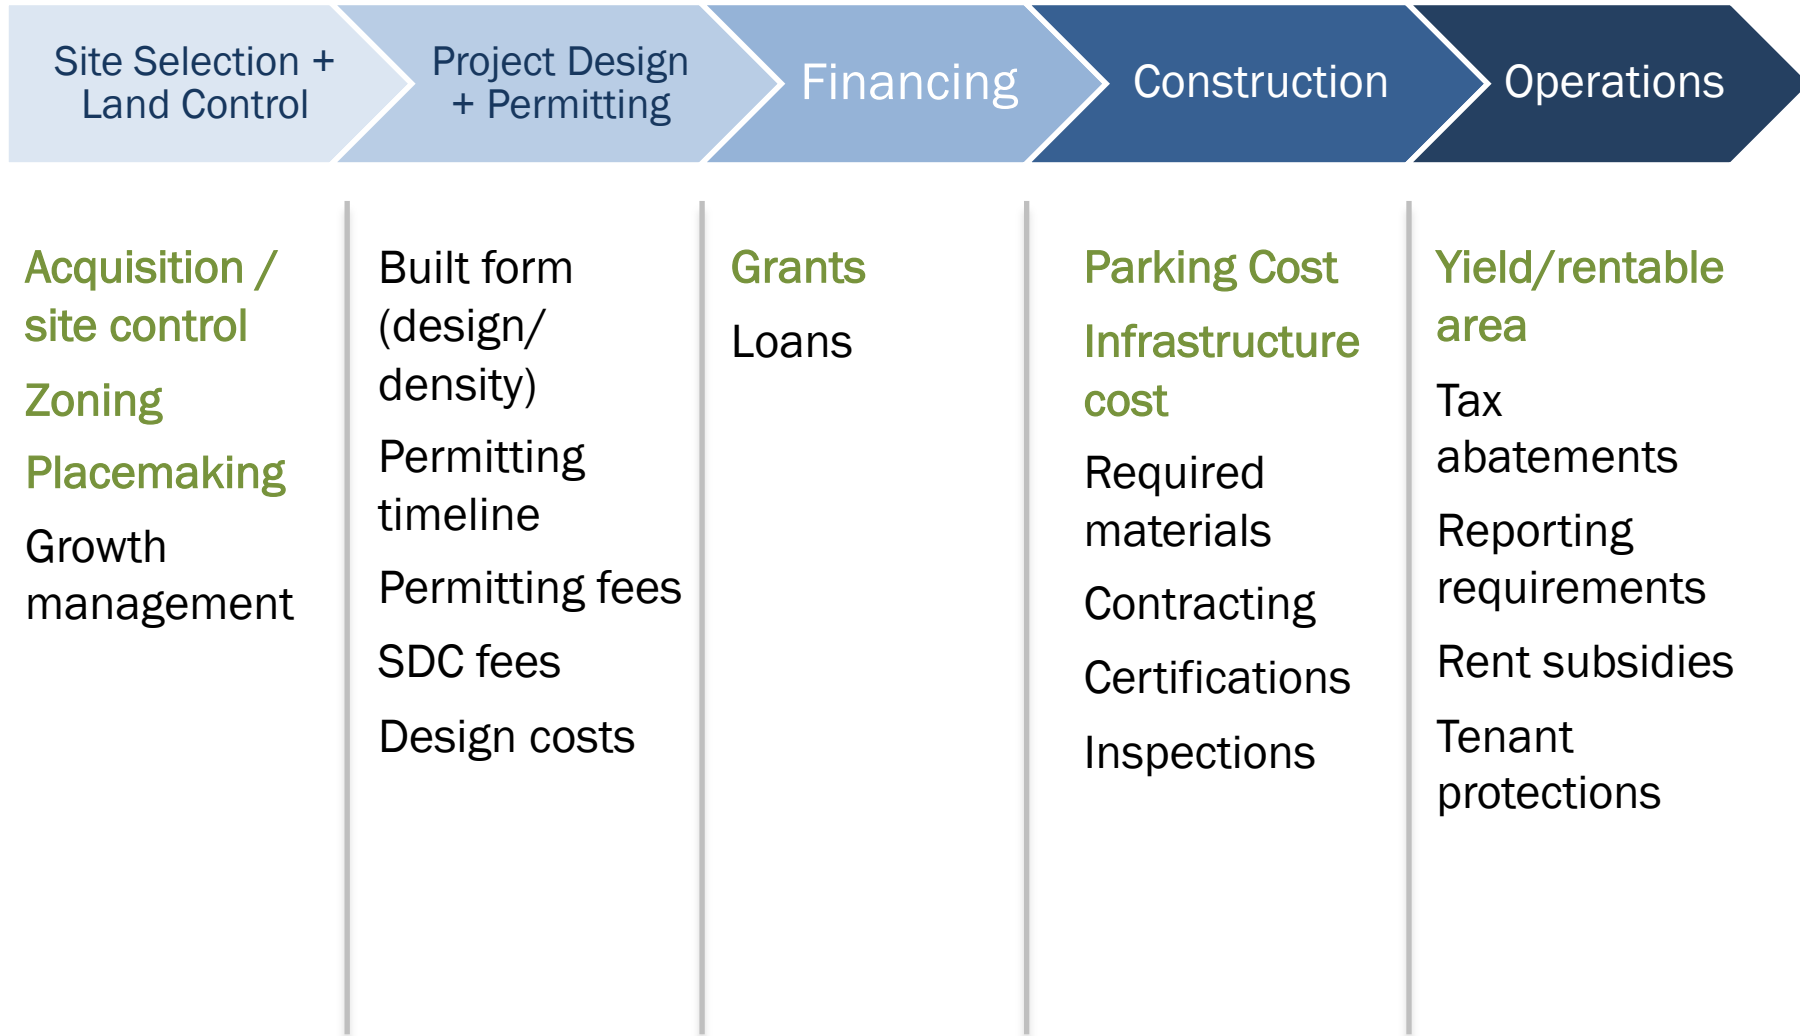 Site Selection +
Land Control
Project Design
+ Permitting
Financing
Construction
Operations
Acquisition /
site control
Zoning
Placemaking
Growth
management
Built form
(design/
density)
Permitting
timeline
Permitting fees
SDC fees
Design costs
Grants
Loans
Parking Cost
Infrastructure
cost
Required
materials
Contracting
Certifications
Inspections
Yield/rentable
area
Tax
abatements
Reporting
requirements
Rent subsidies
Tenant
protections